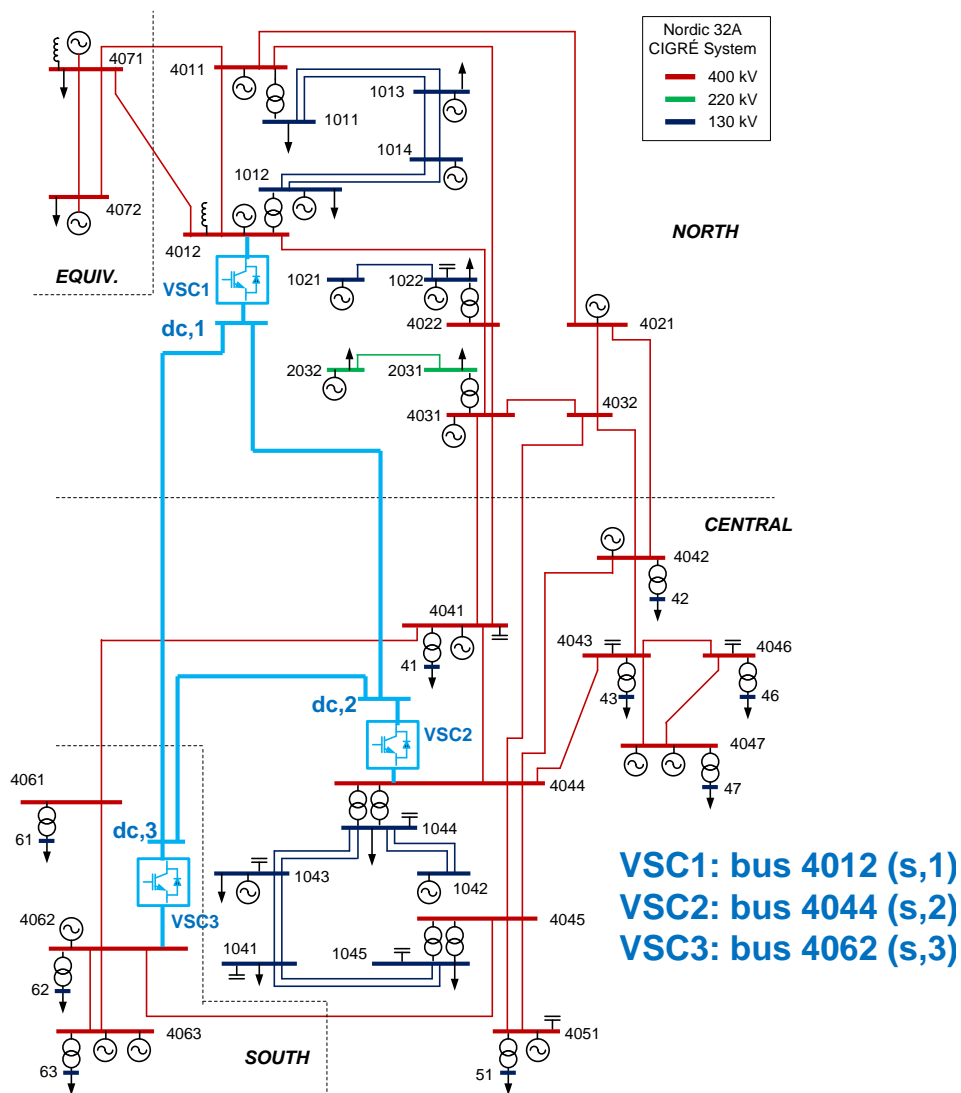 Nordic 32A
CIGRÉ System
400 kV
220 kV
130 kV
4071
4011
1013
1011
1014
1012
4072
4012
NORTH
EQUIV.
VSC1
1021
1022
dc,1
4022
4021
2032
2031
4031
4032
CENTRAL
4042
42
4041
4043
4046
41
43
46
dc,2
VSC2
4047
4061
4044
47
61
dc,3
1044
VSC3
1043
1042
4062
4045
1041
1045
62
4063
4051
SOUTH
63
51
VSC1: bus 4012 (s,1)
VSC2: bus 4044 (s,2)
VSC3: bus 4062 (s,3)